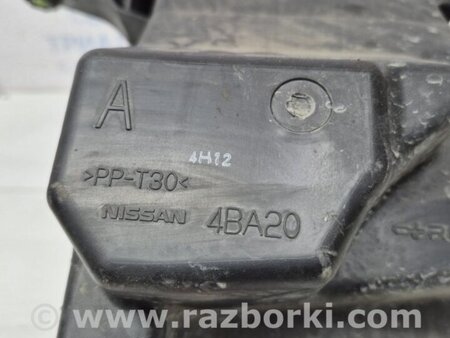 A
4H12
>PP-T30<
NISSAN 4BA20
www.razborki.com